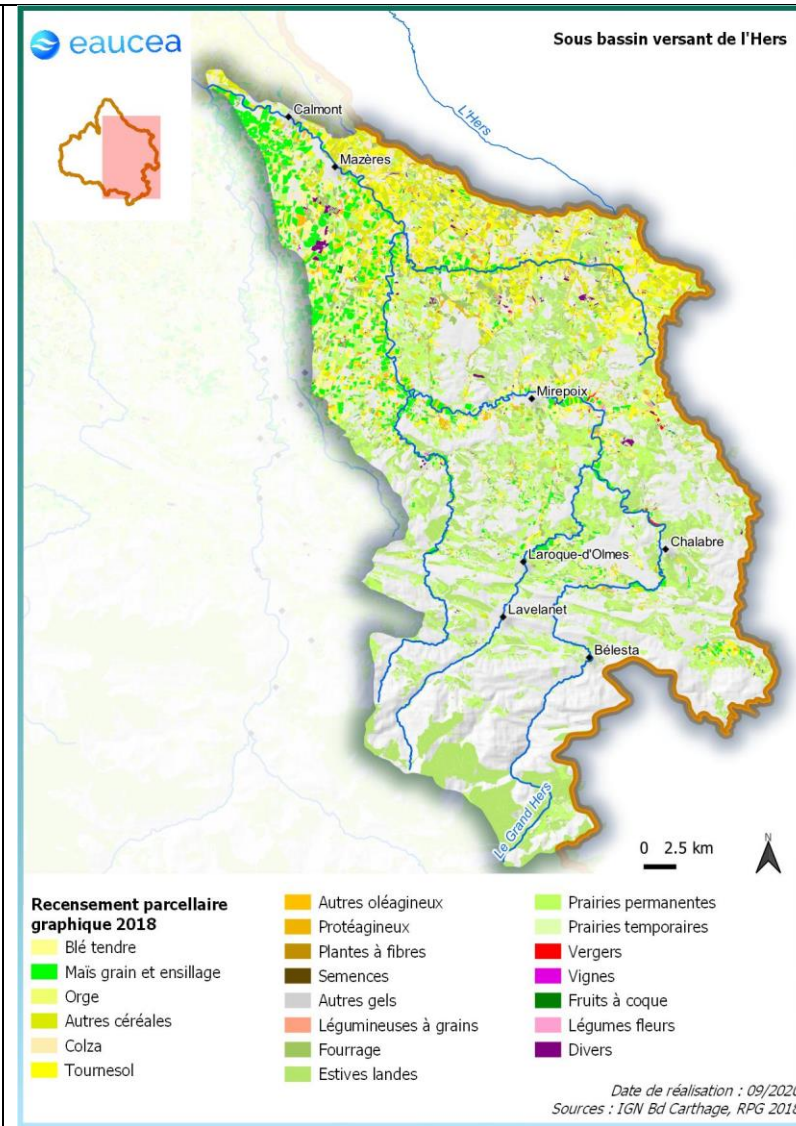 eaucea
Sous bassin versant de l'Hers
L'Hers
Calmont
Mazères
Mirepoix
Chalabre
Laroque-d'Olmes
Lavelanet
Bélesta
Le Grand Hers
0 2.5 km
N
Recensement parcellaire
graphique 2018
Blé tendre
Maïs grain et ensillage
Orge
Autres céréales
Colza
Tournesol
Autres oléagineux
Protéagineux
Plantes à fibres
Semences
Autres gels
Légumineuses à grains
Fourrage
Estives landes
Prairies permanentes
Prairies temporaires
Vergers
Vignes
Fruits à coque
Légumes fleurs
Divers
Date de réalisation : 09/2020
Sources : IGN Bd Carthage, RPG 2018